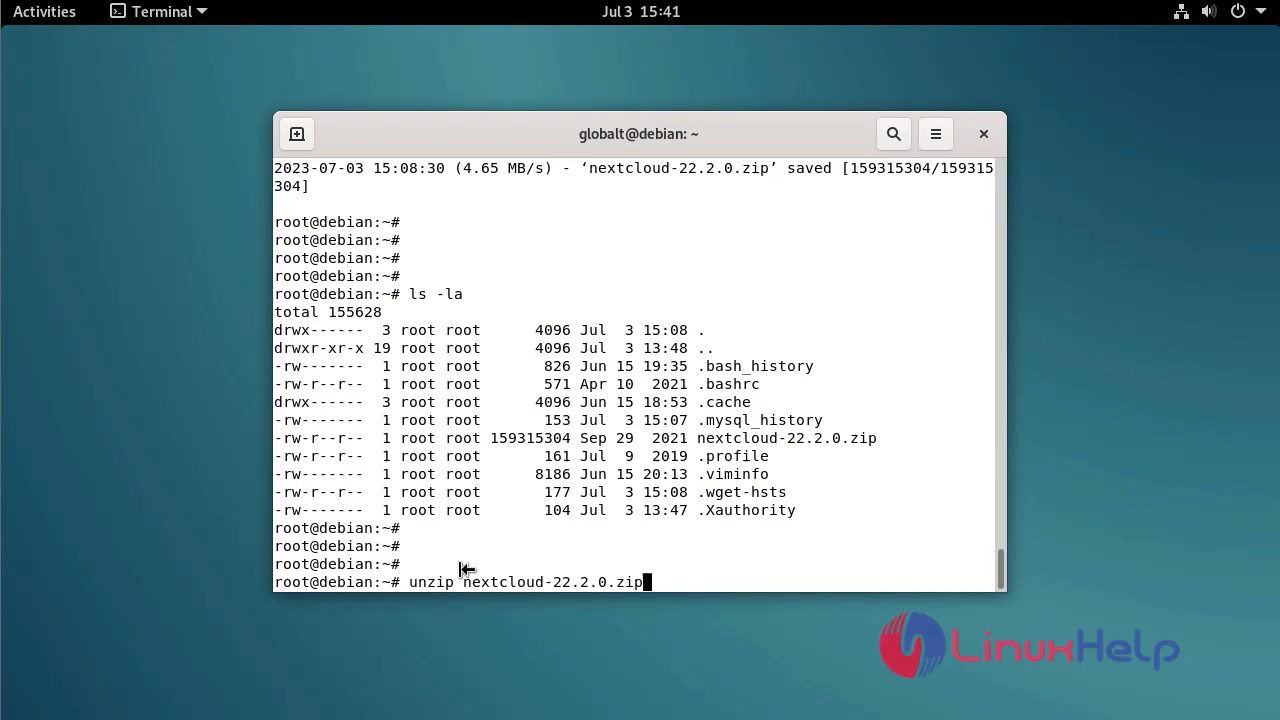 Activities Terminal Jul 3 15:41
globalt@debian: ~
2023-07-03 15:08:30 (4.65 MB/s) - ‘nextcloud-22.2.0.zip’ saved [159315304/159315
304]
root@debian:~#
root@debian:~#
root@debian:~#
root@debian:~#
root@debian:~# ls -la
total 155628
drwx------  3 root root      4096 Jul  3 15:08 .
drwxr-xr-x 19 root root      4096 Jul  3 13:48 ..
-rw-------  1 root root       826 Jun 15 19:35 .bash_history
-rw-r--r--  1 root root       571 Apr 10  2021 .bashrc
drwx------  3 root root      4096 Jun 15 18:53 .cache
-rw-------  1 root root       153 Jul  3 15:07 .mysql_history
-rw-r--r--  1 root root 159315304 Sep 29  2021 nextcloud-22.2.0.zip
-rw-r--r--  1 root root       161 Jul  9  2019 .profile
-rw-------  1 root root      8186 Jun 15 20:13 .viminfo
-rw-r--r--  1 root root       177 Jul  3 15:08 .wget-hsts
-rw-------  1 root root       104 Jul  3 13:47 .Xauthority
root@debian:~#
root@debian:~#
root@debian:~#
root@debian:~# unzip nextcloud-22.2.0.zip
LinuxHelp